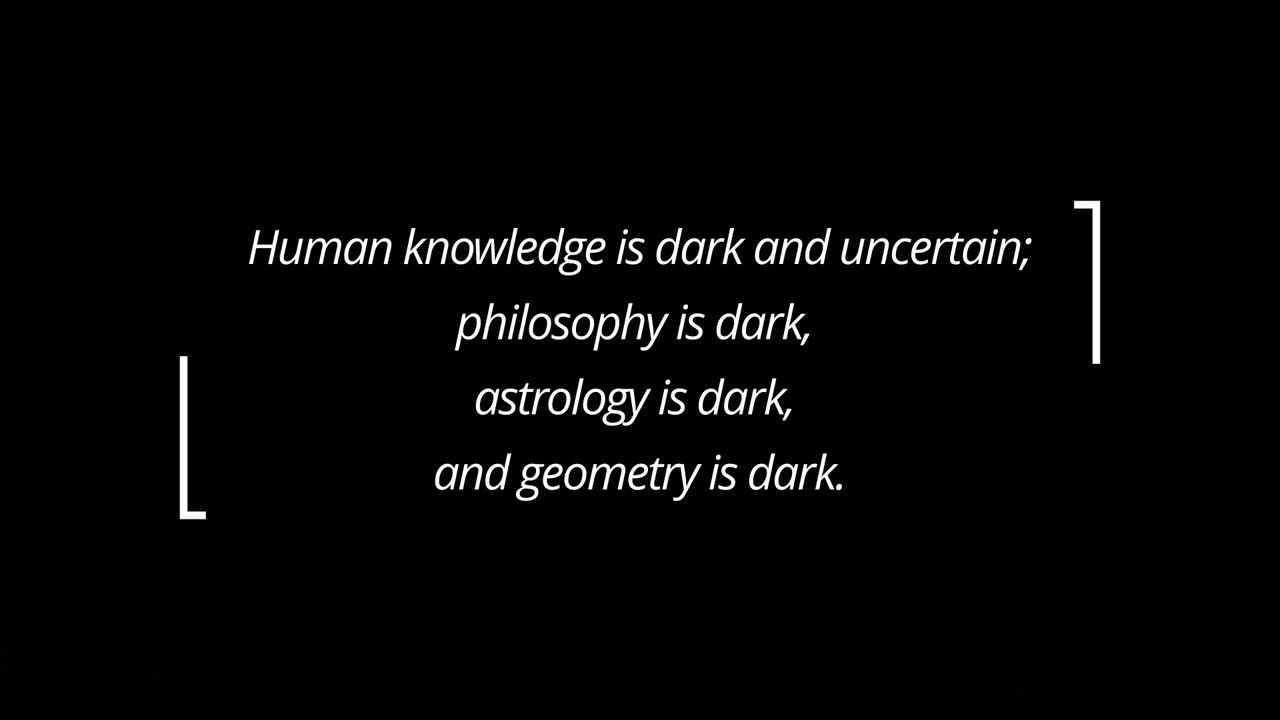 Human knowledge is dark and uncertain;
philosophy is dark,
astrology is dark,
and geometry is dark.